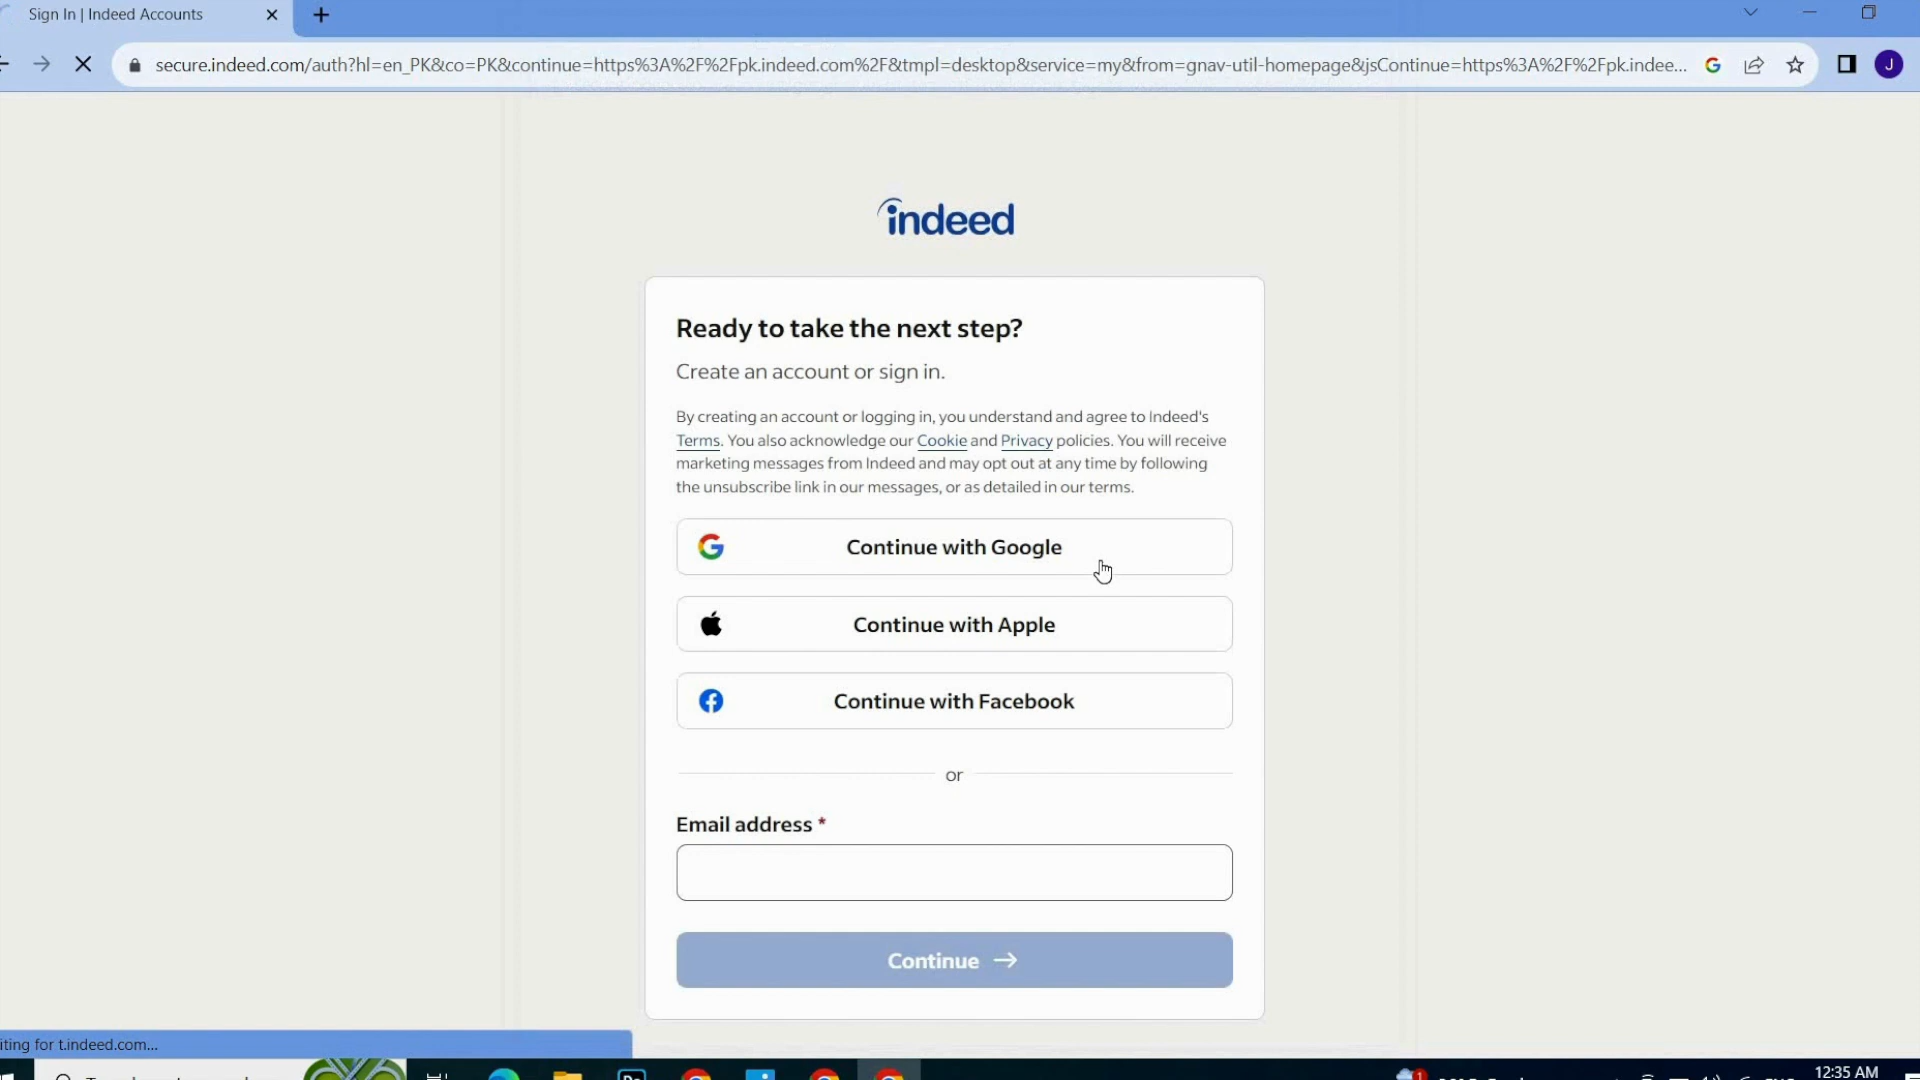 Sign In | Indeed Accounts
secure.indeed.com/auth?hl=en_PK&co=PK&continue=https%3A%2F%2Fpk.indeed.com%2F&tmpl=desktop&service=my&from=gnav-util-homepage&jsContinue=https%3A%2F%2Fpk.indee...
J
indeed
Ready to take the next step?
Create an account or sign in.
By creating an account or logging in, you understand and agree to Indeed's
Terms. You also acknowledge our Cookie and Privacy policies. You will receive
marketing messages from Indeed and may opt out at any time by following
the unsubscribe link in our messages, or as detailed in our terms.
Continue with Google
Continue with Apple
Continue with Facebook
or
Email address *
Continue
iting for t.indeed.com...
1
12:35 AM